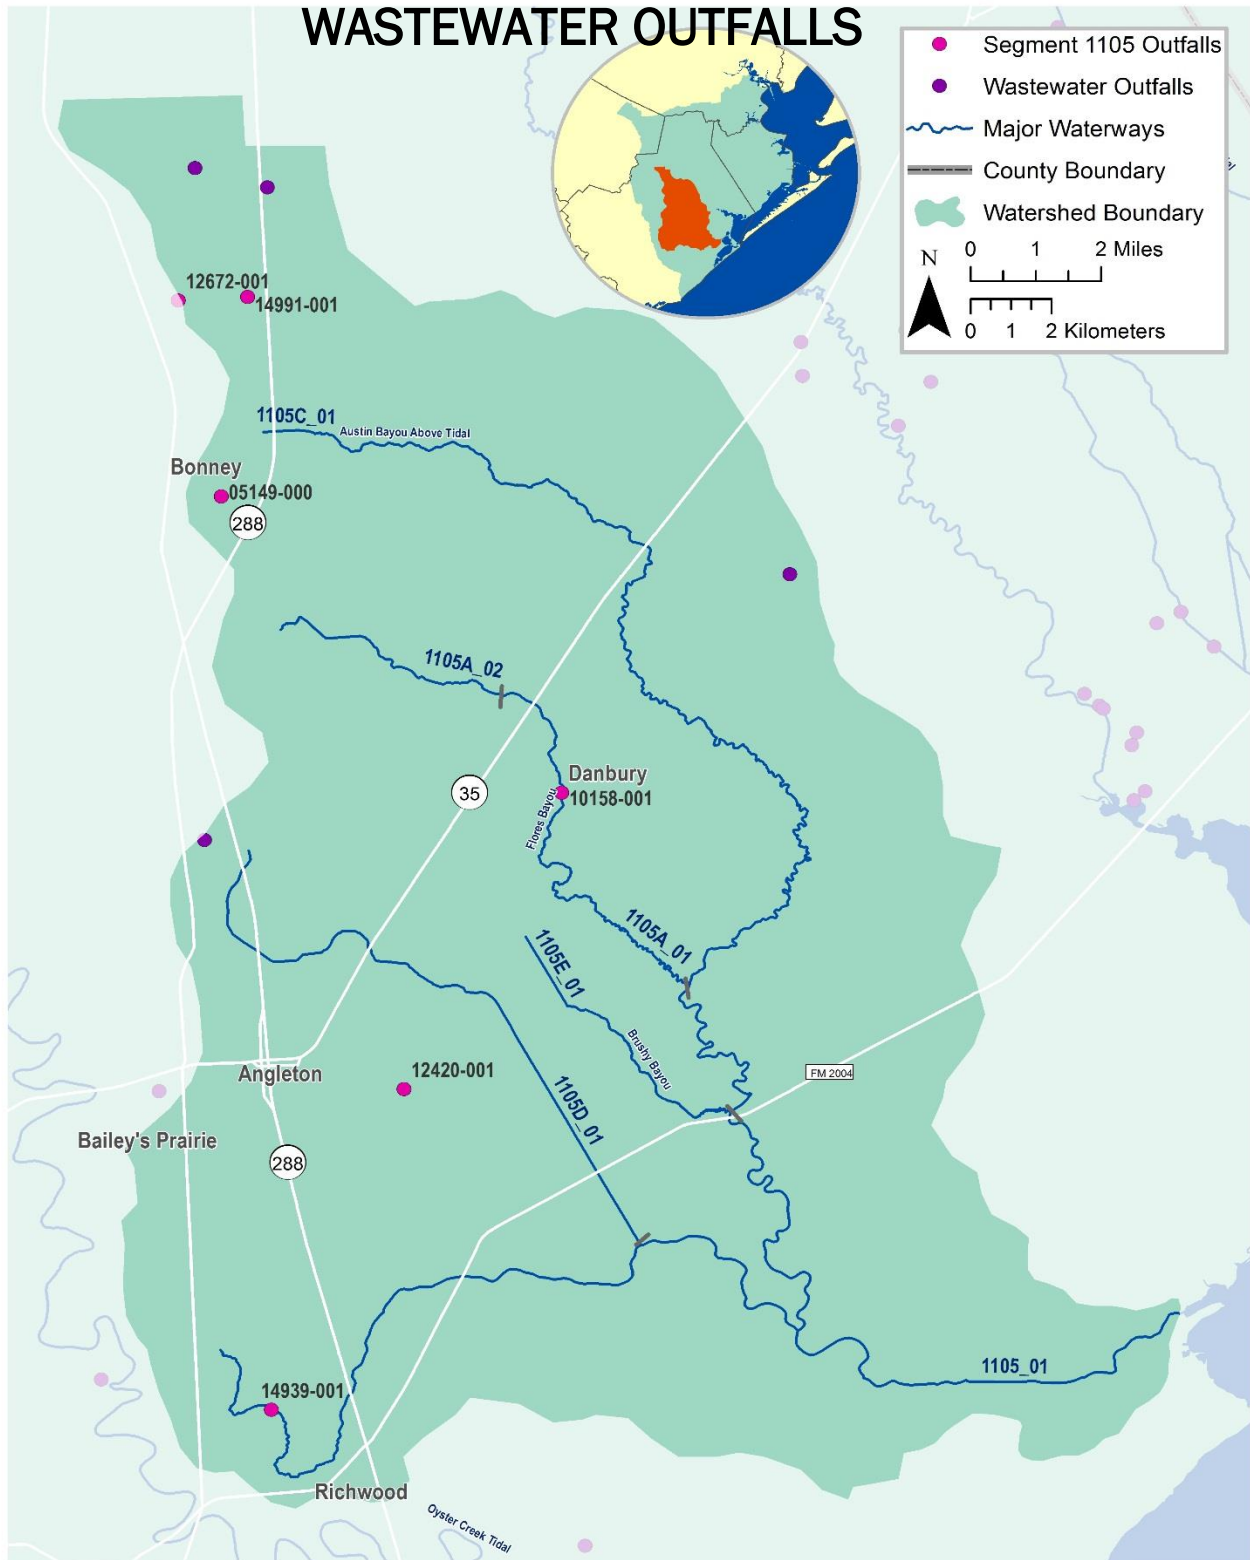 WASTEWATER OUTFALLS
Segment 1105 Outfalls
Wastewater Outfalls
Major Waterways
County Boundary
Watershed Boundary
N
0 1 2 Miles
0 1 2 Kilometers
12672-001
14991-001
1105C_01
Austin Bayou Above Tidal
Bonney
05149-000
288
1105A_02
Danbury
10158-001
35
Flores Bayou
1105A_01
1105E_01
Brushy Bayou
FM 2004
Angleton
12420-001
1105D_01
Bailey's Prairie
288
1105_01
14939-001
Richwood
Oyster Creek Tidal